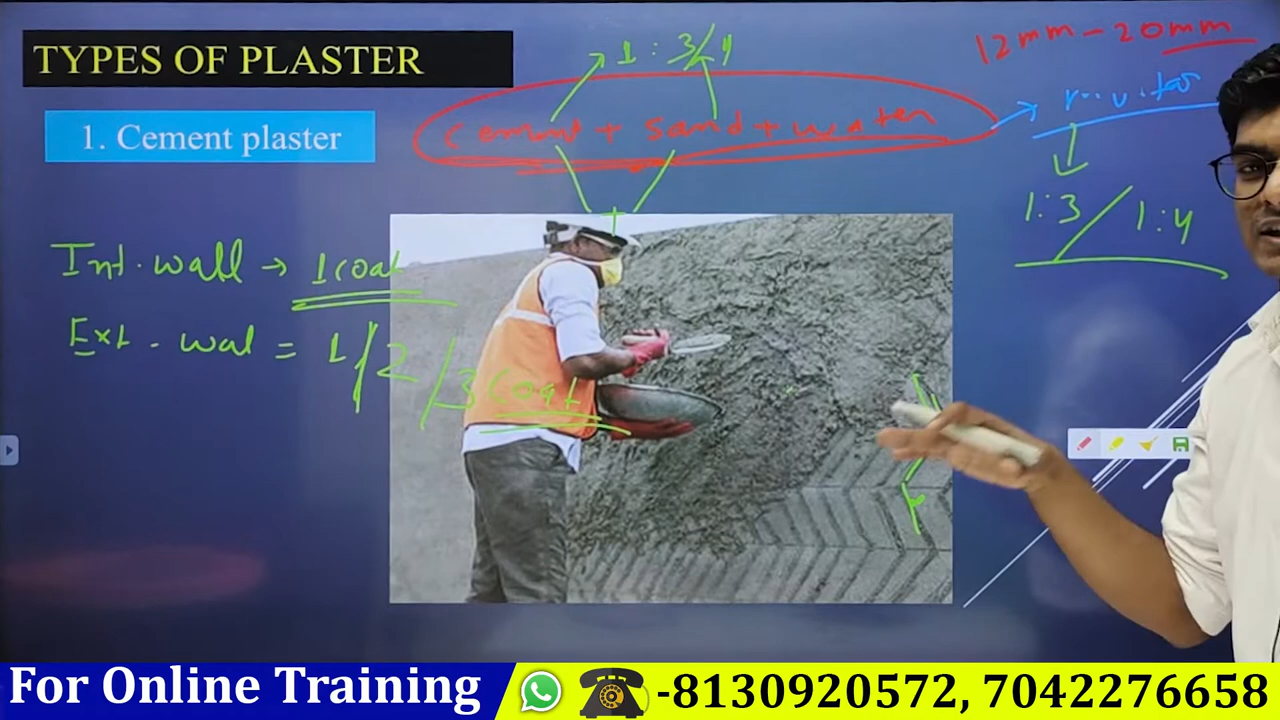 TYPES OF PLASTER
1 : 3/4
12mm - 20mm
1. Cement plaster
Cement + Sand + water
1:3/1:4
Int. wall → 1 coat
Ext. wal = 1/2/3 coat
For Online Training
-8130920572, 7042276658